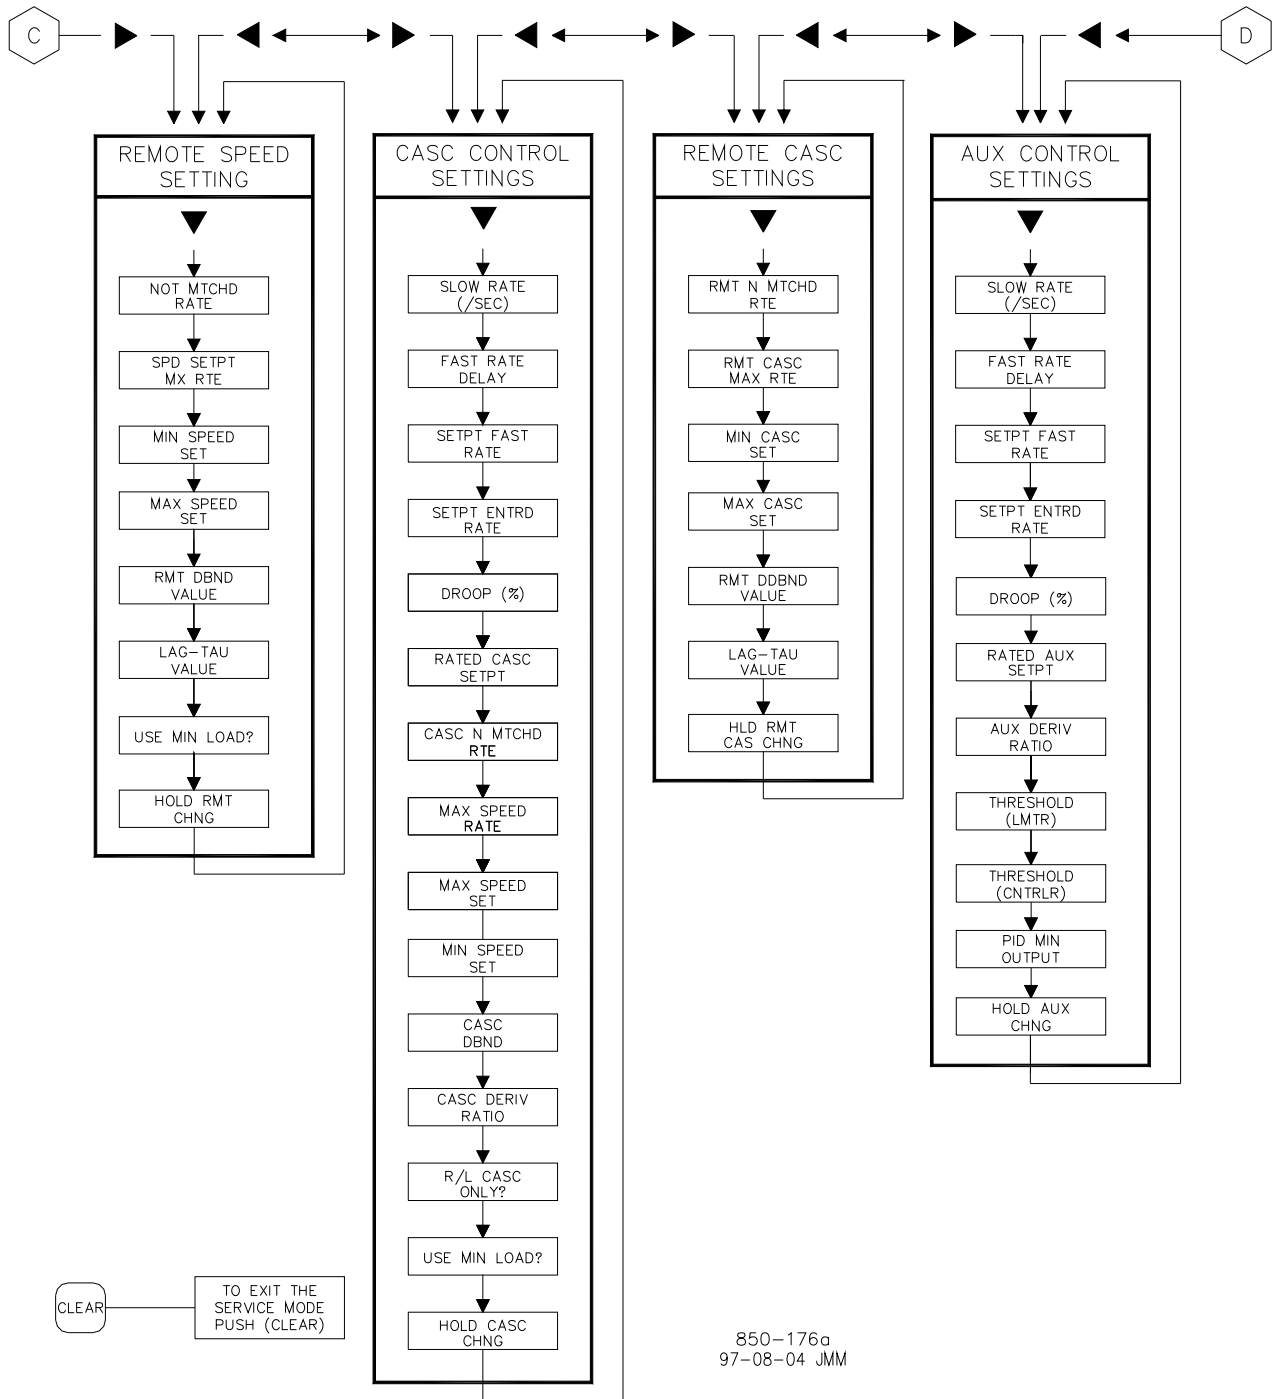 C
D
REMOTE SPEED
SETTING
NOT MTCHD
RATE
SPD SETPT
MX RTE
MIN SPEED
SET
MAX SPEED
SET
RMT DBND
VALUE
LAG-TAU
VALUE
USE MIN LOAD?
HOLD RMT
CHNG
CASC CONTROL
SETTINGS
SLOW RATE
(/SEC)
FAST RATE
DELAY
SETPT FAST
RATE
SETPT ENTRD
RATE
DROOP (%)
RATED CASC
SETPT
CASC N MTCHD
RTE
MAX SPEED
RATE
MAX SPEED
SET
MIN SPEED
SET
CASC
DBND
CASC DERIV
RATIO
R/L CASC
ONLY?
USE MIN LOAD?
HOLD CASC
CHNG
REMOTE CASC
SETTINGS
RMT N MTCHD
RTE
RMT CASC
MAX RTE
MIN CASC
SET
MAX CASC
SET
RMT DDBND
VALUE
LAG-TAU
VALUE
HLD RMT
CAS CHNG
AUX CONTROL
SETTINGS
SLOW RATE
(/SEC)
FAST RATE
DELAY
SETPT FAST
RATE
SETPT ENTRD
RATE
DROOP (%)
RATED AUX
SETPT
AUX DERIV
RATIO
THRESHOLD
(LMTR)
THRESHOLD
(CNTRLR)
PID MIN
OUTPUT
HOLD AUX
CHNG
CLEAR
TO EXIT THE
SERVICE MODE
PUSH (CLEAR)
850-176a
97-08-04 JMM